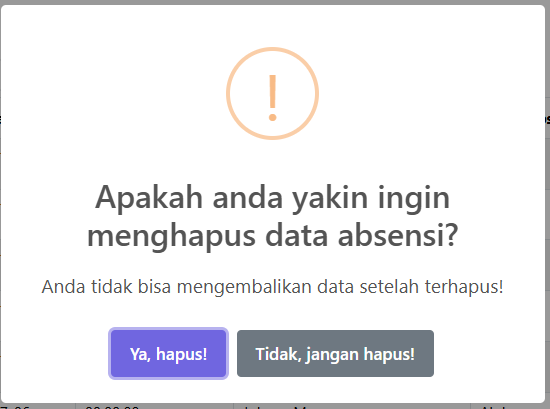 !
Apakah anda yakin ingin
menghapus data absensi?
Anda tidak bisa mengembalikan data setelah terhapus!
Ya, hapus!
Tidak, jangan hapus!